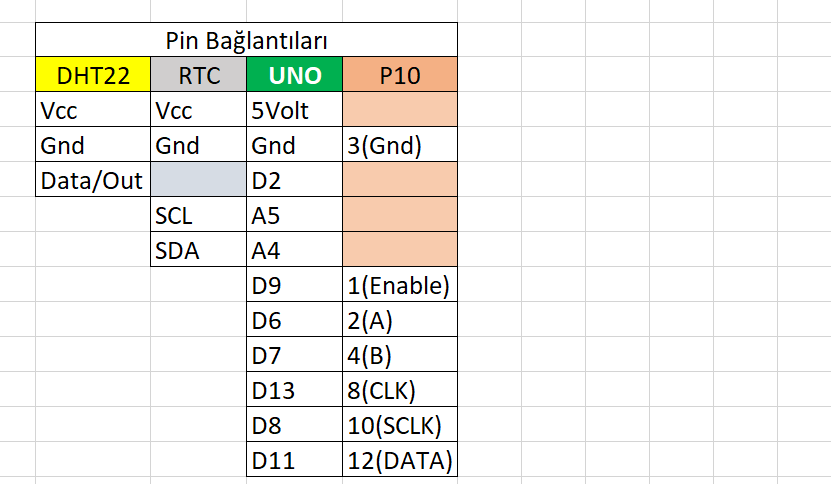 Pin Bağlantıları
DHT22 RTC UNO P10
Vcc Vcc 5Volt
Gnd Gnd Gnd 3(Gnd)
Data/Out D2
SCL A5
SDA A4
D9 1(Enable)
D6 2(A)
D7 4(B)
D13 8(CLK)
D8 10(SCLK)
D11 12(DATA)